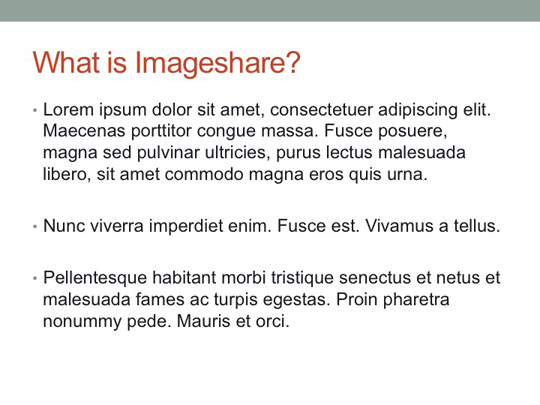 What is Imageshare?
• Lorem ipsum dolor sit amet, consectetuer adipiscing elit.
Maecenas porttitor congue massa. Fusce posuere,
magna sed pulvinar ultricies, purus lectus malesuada
libero, sit amet commodo magna eros quis urna.
• Nunc viverra imperdiet enim. Fusce est. Vivamus a tellus.
• Pellentesque habitant morbi tristique senectus et netus et
malesuada fames ac turpis egestas. Proin pharetra
nonummy pede. Mauris et orci.